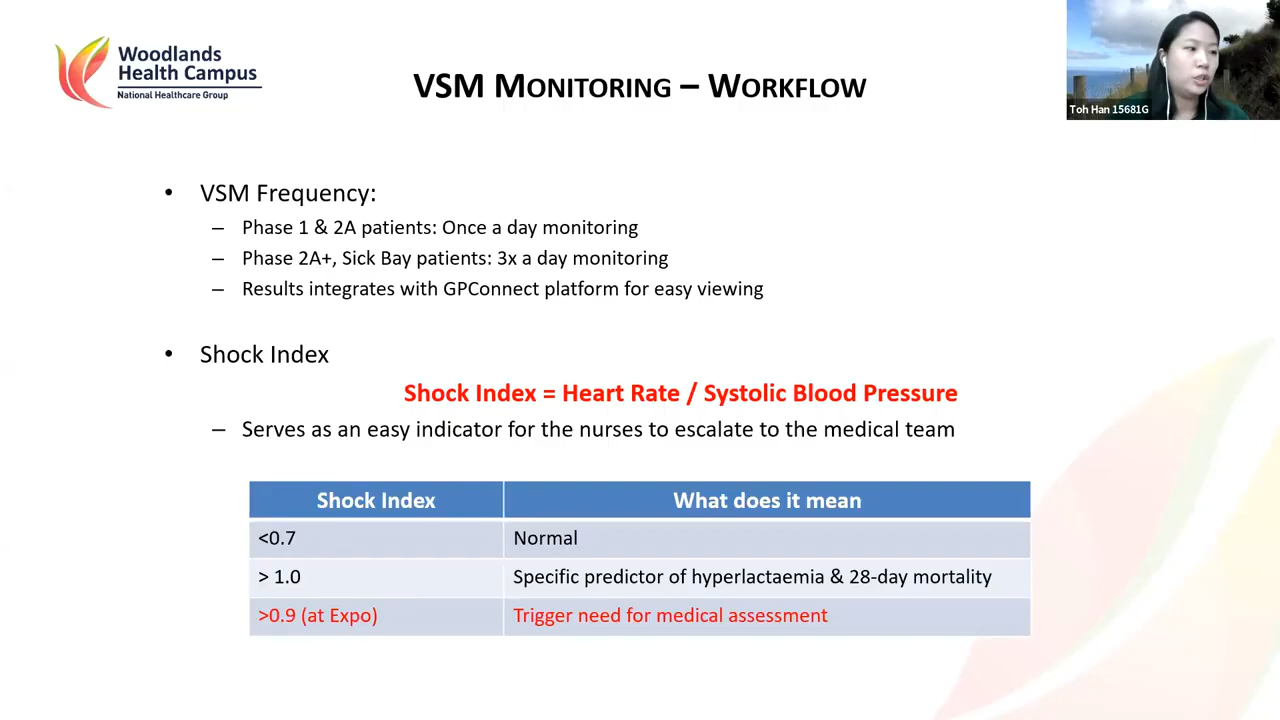 Woodlands
Health Campus
National Healthcare Group
VSM MONITORING – WORKFLOW
Toh Han 15681G
• VSM Frequency:
– Phase 1 & 2A patients: Once a day monitoring
– Phase 2A+, Sick Bay patients: 3x a day monitoring
– Results integrates with GPConnect platform for easy viewing
• Shock Index
Shock Index = Heart Rate / Systolic Blood Pressure
– Serves as an easy indicator for the nurses to escalate to the medical team
Shock Index What does it mean
<0.7 Normal
> 1.0 Specific predictor of hyperlactaemia & 28-day mortality
>0.9 (at Expo) Trigger need for medical assessment